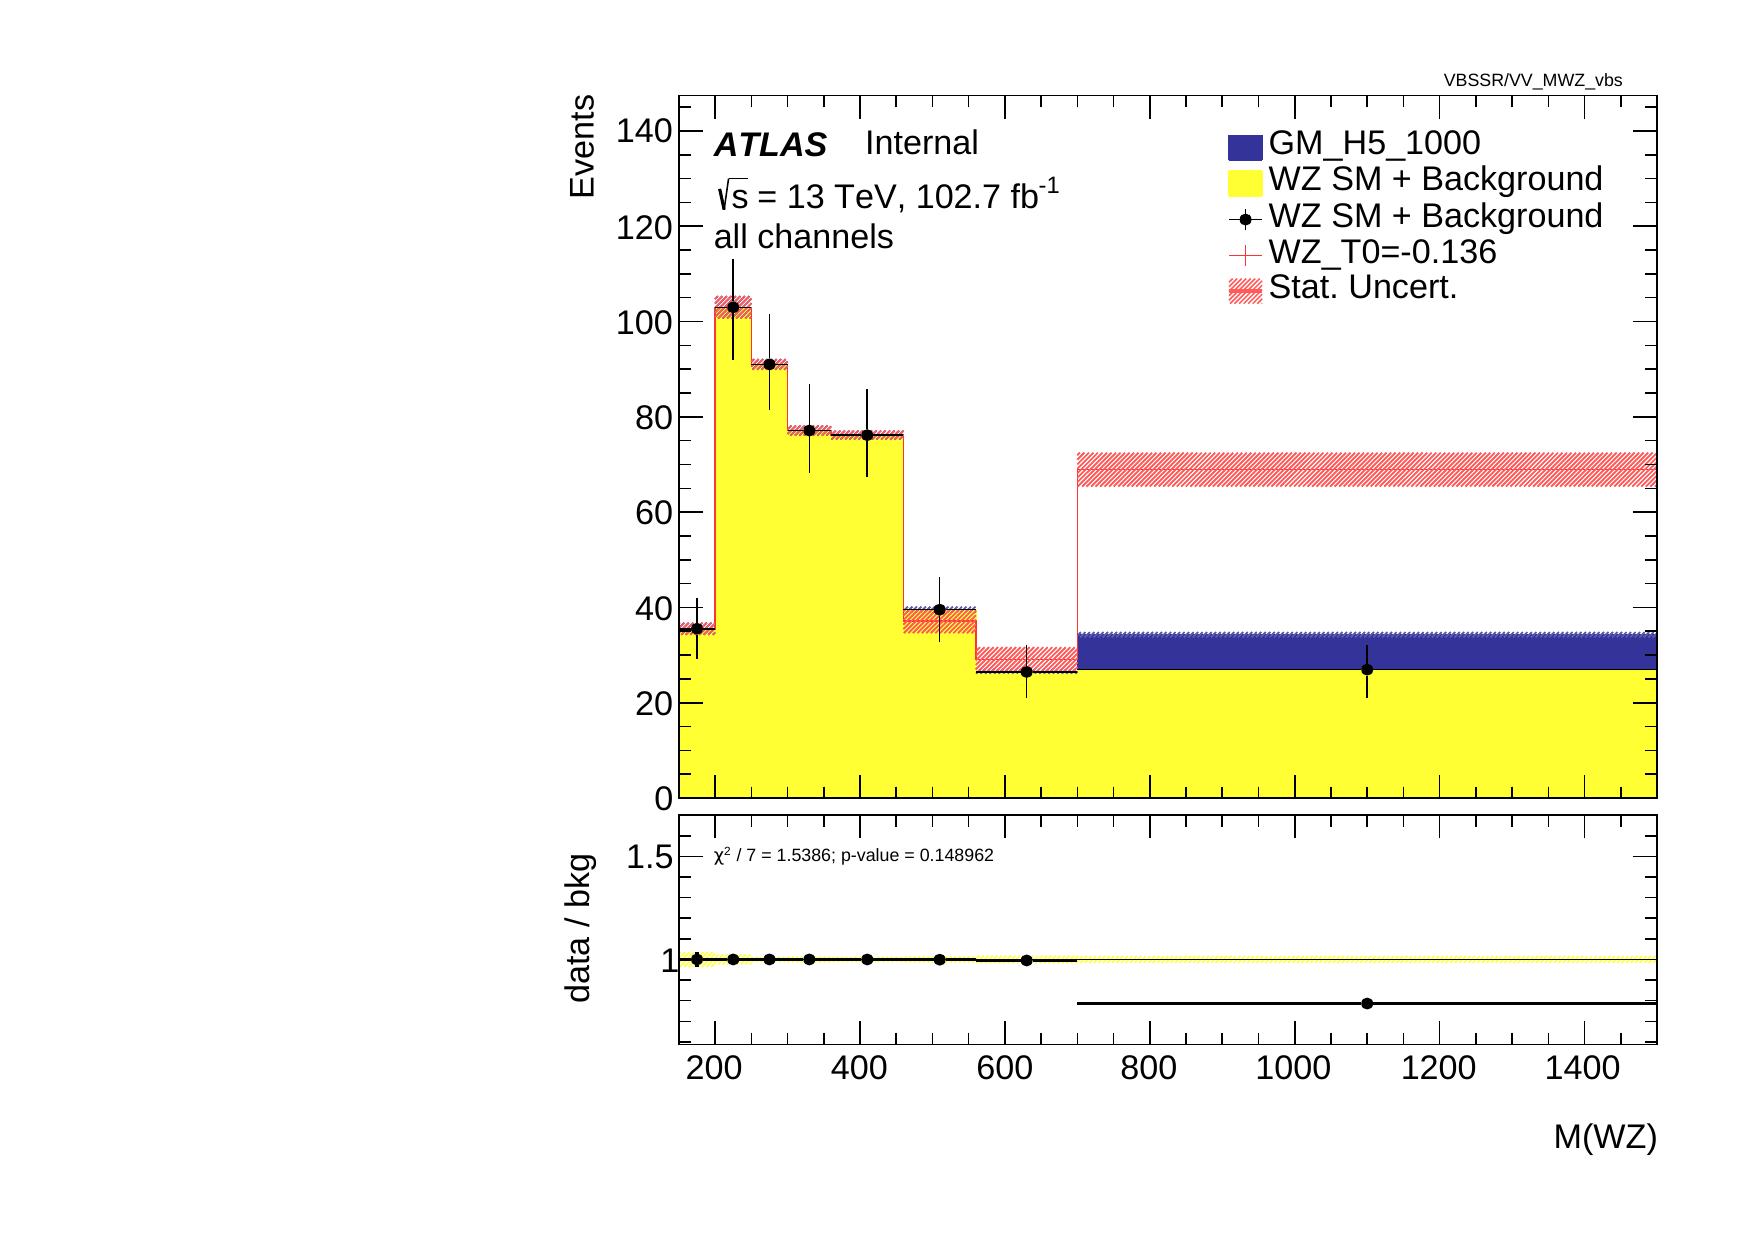 VBSSR/VV_MWZ_vbs
Events
140
120
100
80
60
40
20
0
ATLAS Internal
√s = 13 TeV, 102.7 fb-1
all channels
GM_H5_1000
WZ SM + Background
WZ SM + Background
WZ_T0=-0.136
Stat. Uncert.
data / bkg
1.5
1
χ2 / 7 = 1.5386; p-value = 0.148962
200 400 600 800 1000 1200 1400
M(WZ)